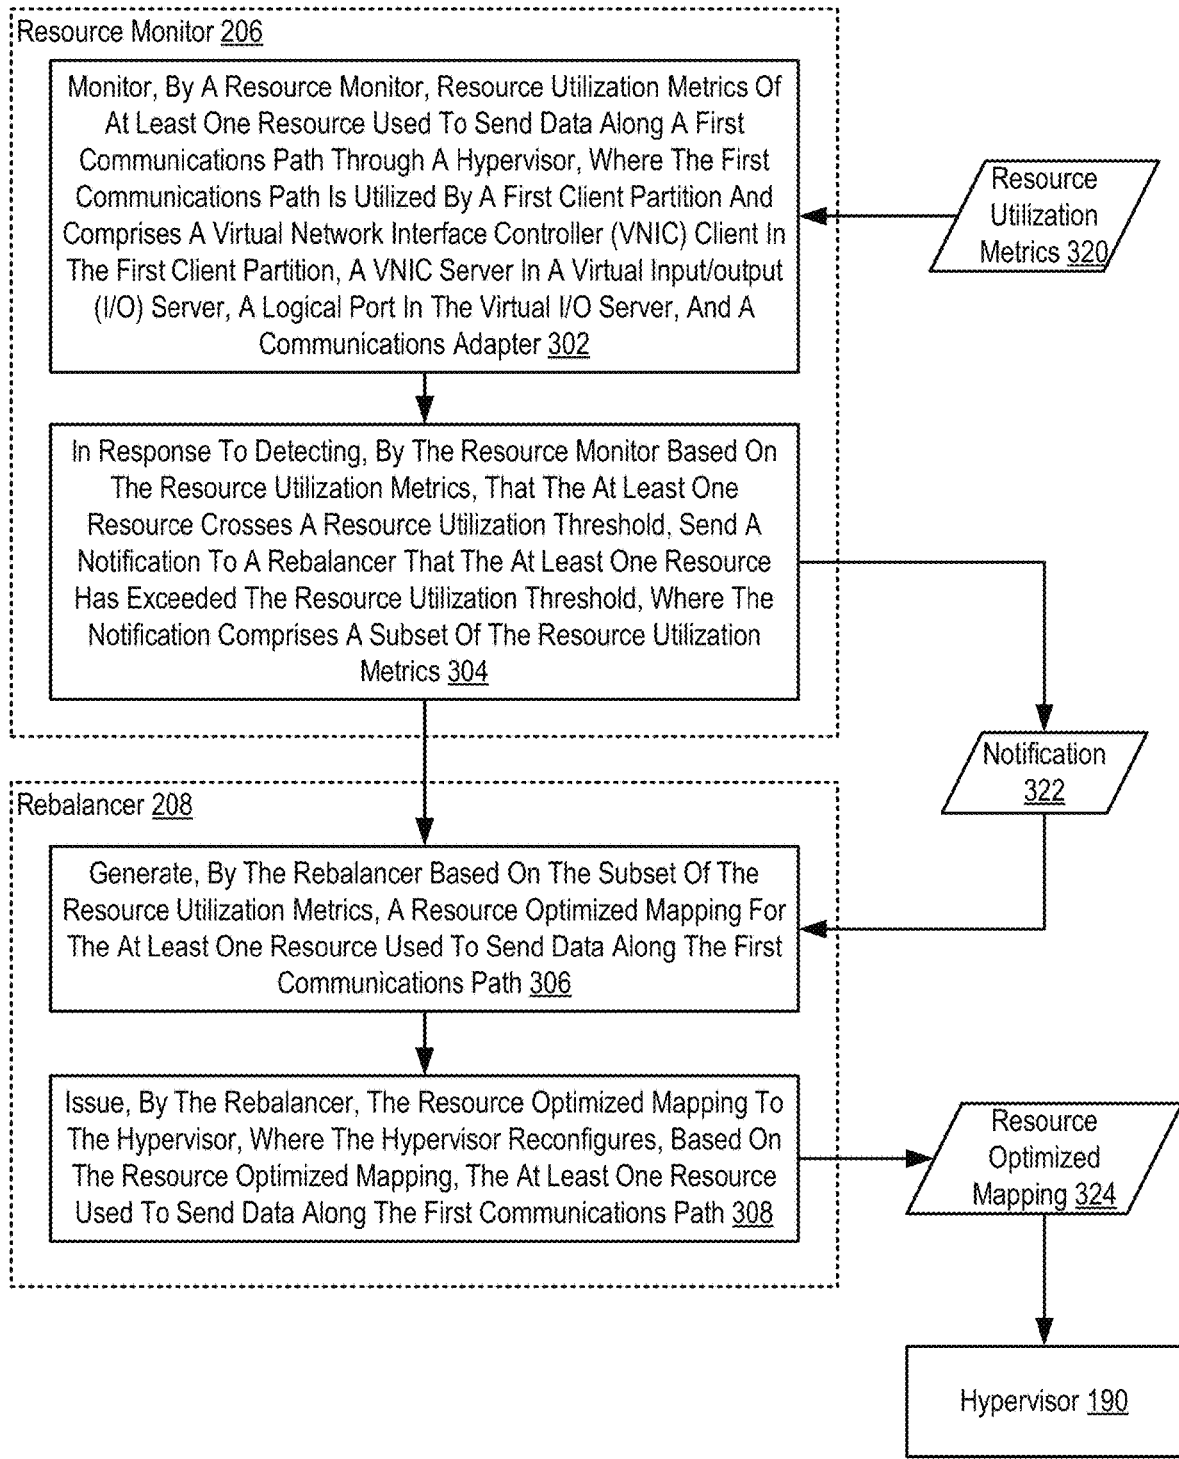 Resource Monitor 206
Monitor, By A Resource Monitor, Resource Utilization Metrics Of
At Least One Resource Used To Send Data Along A First
Communications Path Through A Hypervisor, Where The First
Communications Path Is Utilized By A First Client Partition And
Comprises A Virtual Network Interface Controller (VNIC) Client In
The First Client Partition, A VNIC Server In A Virtual Input/output
(I/O) Server, A Logical Port In The Virtual I/O Server, And A
Communications Adapter 302
Resource
Utilization
Metrics 320
In Response To Detecting, By The Resource Monitor Based On
The Resource Utilization Metrics, That The At Least One
Resource Crosses A Resource Utilization Threshold, Send A
Notification To A Rebalancer That The At Least One Resource
Has Exceeded The Resource Utilization Threshold, Where The
Notification Comprises A Subset Of The Resource Utilization
Metrics 304
Notification
322
Rebalancer 208
Generate, By The Rebalancer Based On The Subset Of The
Resource Utilization Metrics, A Resource Optimized Mapping For
The At Least One Resource Used To Send Data Along The First
Communications Path 306
Issue, By The Rebalancer, The Resource Optimized Mapping To
The Hypervisor, Where The Hypervisor Reconfigures, Based On
The Resource Optimized Mapping, The At Least One Resource
Used To Send Data Along The First Communications Path 308
Resource
Optimized
Mapping 324
Hypervisor 190